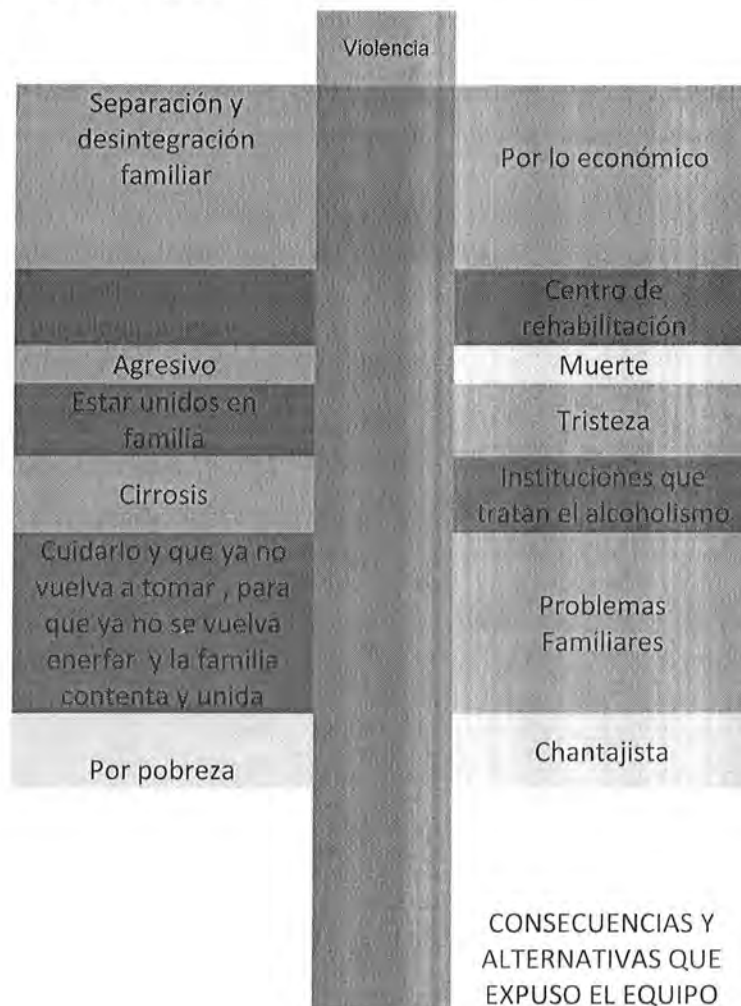 Violencia
Separación y
desintegración
familiar
Por lo económico
Centro de
rehabilitación
Agresivo
Muerte
Estar unidos en
familia
Tristeza
Cirrosis
Instituciones que
tratan el alcoholismo
Cuidarlo y que ya no
vuelva a tomar , para
que ya no se vuelva
enerfar y la familia
contenta y unida
Problemas
Familiares
Por pobreza
Chantajista
CONSECUENCIAS Y
ALTERNATIVAS QUE
EXPUSO EL EQUIPO